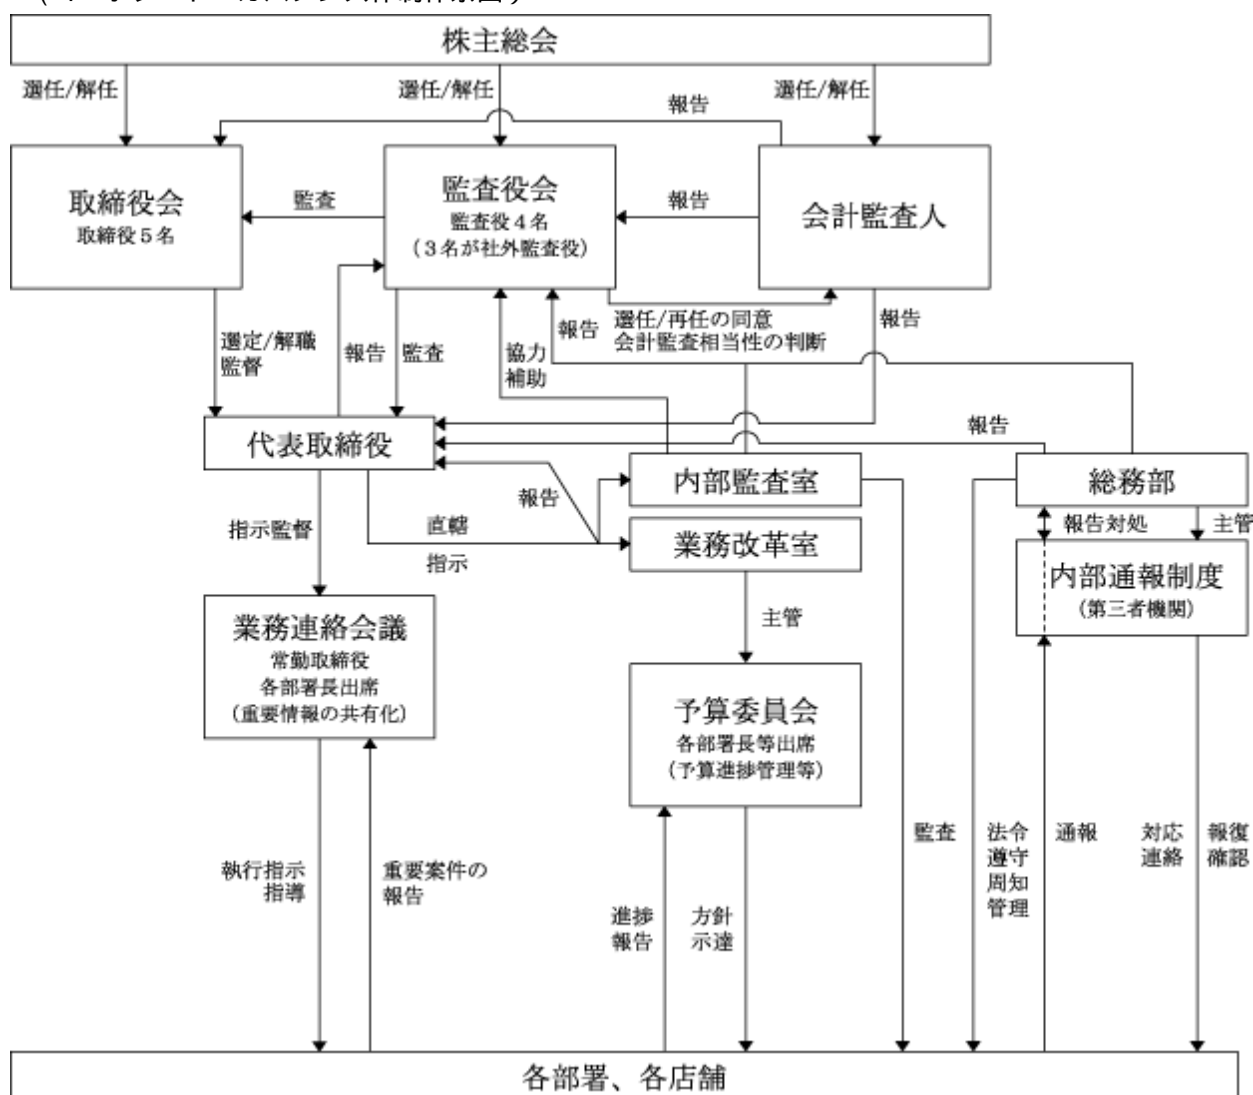 株主総会
選任/解任
選任/解任
選任/解任
報告
取締役会
取締役5名
監査
監査役会
監査役4名
(3名が社外監査役)
報告
会計監査人
選定/解職
監督
報告
監査
協力
補助
報告
選任/再任の同意
会計監査相当性の判断
報告
代表取締役
報告
報告
内部監査室
総務部
指示監督
直轄
指示
業務改革室
報告対処
主管
内部通報制度
(第三者機関)
業務連絡会議
常勤取締役
各部署長出席
(重要情報の共有化)
主管
予算委員会
各部署長等出席
(予算進捗管理等)
執行指示
指導
重要案件の
報告
進捗
報告
方針
示達
監査
法令
遵守
周知
管理
通報
対応
連絡
報復
確認
各部署、各店舗